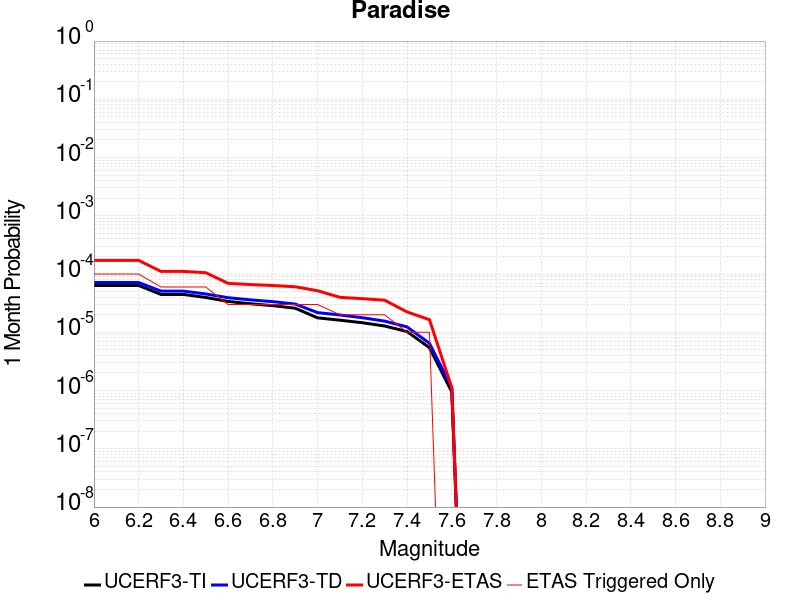 Paradise
1 Month Probability
10^0
10^-1
10^-2
10^-3
10^-4
10^-5
10^-6
10^-7
10^-8
6 6.2 6.4 6.6 6.8 7 7.2 7.4 7.6 7.8 8 8.2 8.4 8.6 8.8 9
Magnitude
UCERF3-TI UCERF3-TD UCERF3-ETAS ETAS Triggered Only